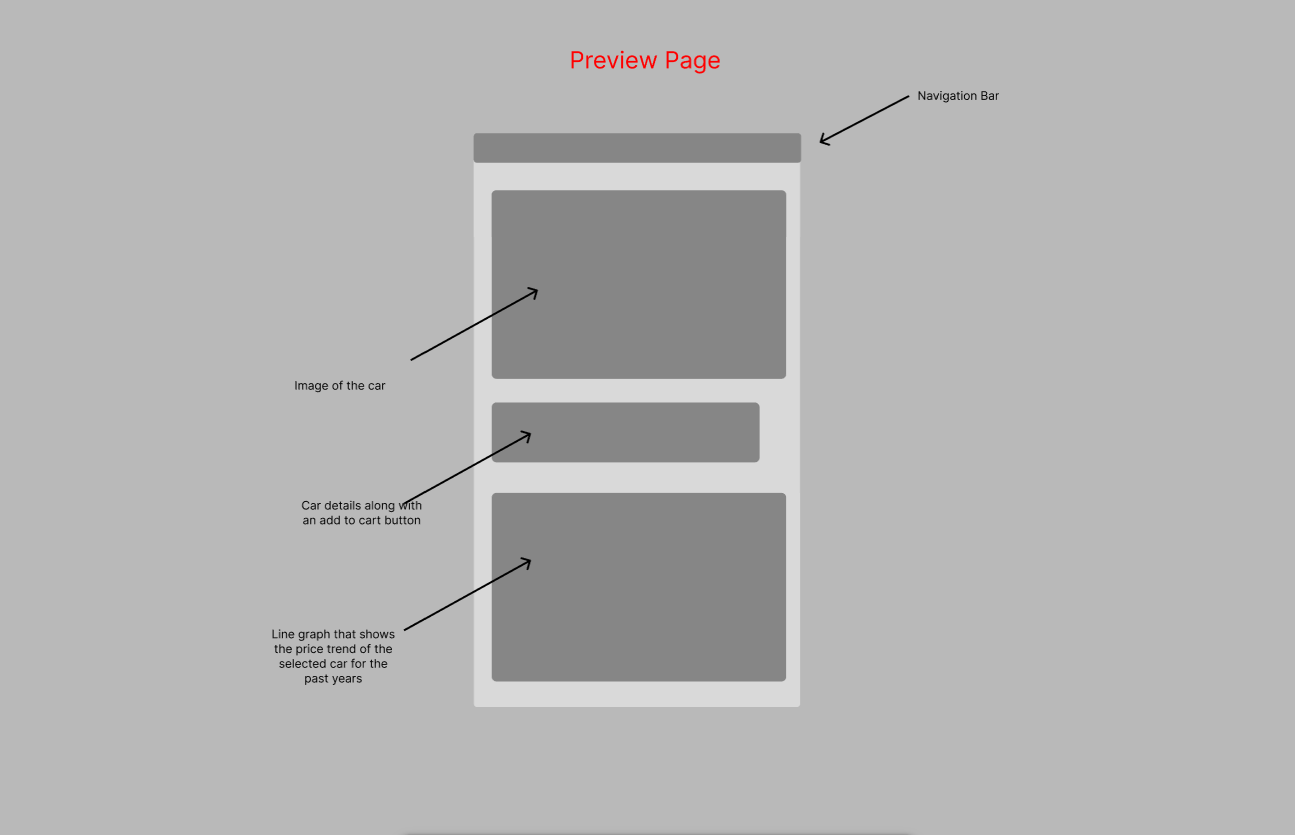 Preview Page
Navigation Bar
Image of the car
Car details along with
an add to cart button
Line graph that shows
the price trend of the
selected car for the
past years